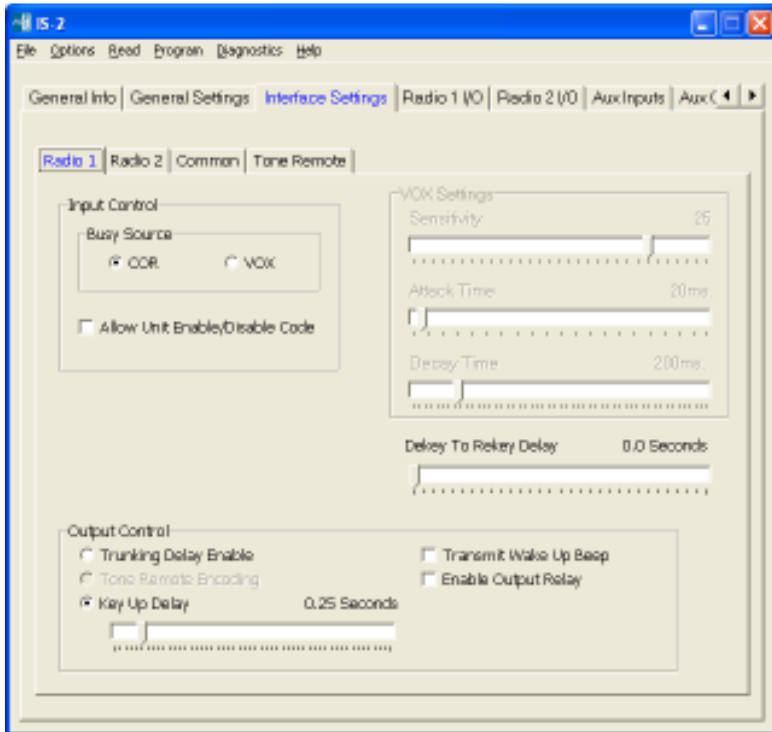 IS-2
File Options Read Program Diagnostics Help
General Info General Settings Interface Settings Radio 1 I/O Radio 2 I/O Aux Inputs Aux
Radio 1 Radio 2 Common Tone Remote
Input Control
Busy Source
COR VOX
Allow Unit Enable/Disable Code
VOX Settings
Sensitivity 25
Attack Time 20ms.
Decay Time 200ms.
Dekey To Rekey Delay 0.0 Seconds
Output Control
Trunking Delay Enable
Tone Remote Encoding
Key Up Delay 0.25 Seconds
Transmit Wake Up Beep
Enable Output Relay